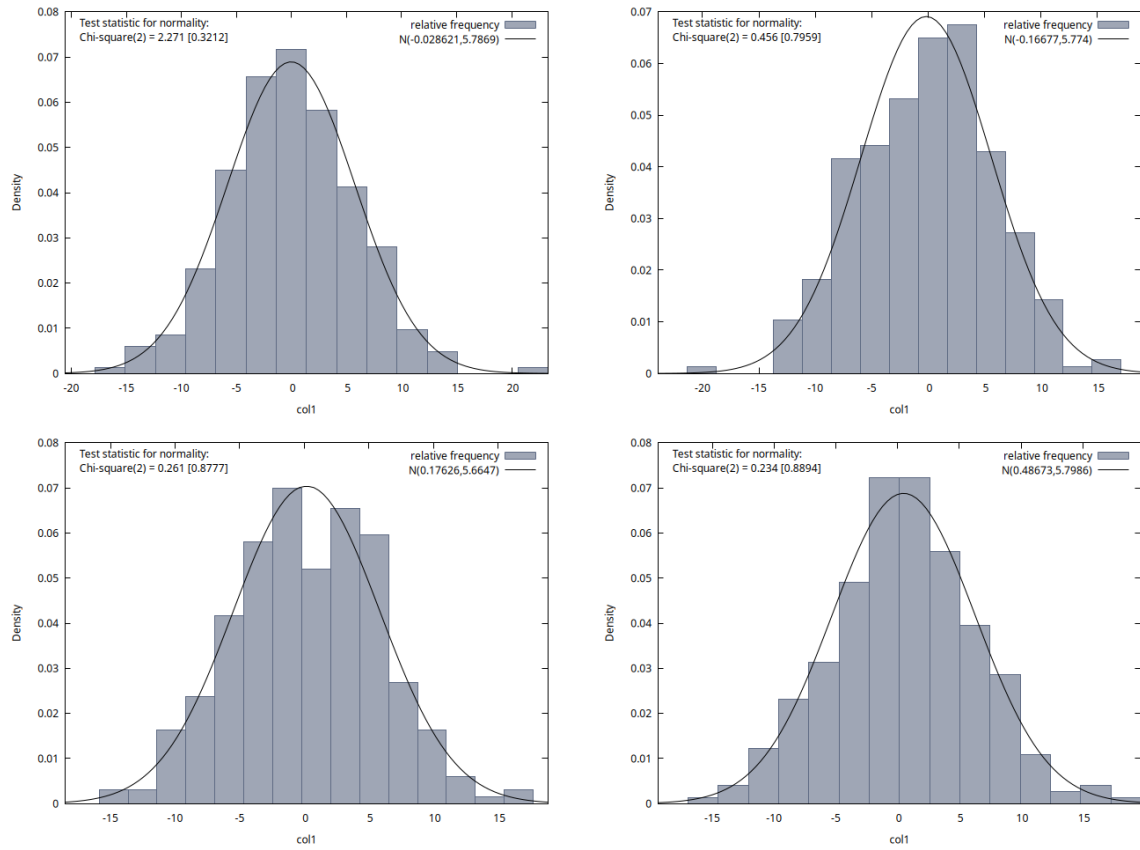 Test statistic for normality:
Chi-square(2) = 2.271 [0.3212]
relative frequency
N(-0.028621,5.7869)
0.08
0.07
0.06
0.05
0.04
0.03
0.02
0.01
0
Density
-20 -15 -10 -5 0 5 10 15 20
col1
Test statistic for normality:
Chi-square(2) = 0.456 [0.7959]
relative frequency
N(-0.16677,5.774)
0.07
0.06
0.05
0.04
0.03
0.02
0.01
0
Density
-20 -15 -10 -5 0 5 10 15
col1
Test statistic for normality:
Chi-square(2) = 0.261 [0.8777]
relative frequency
N(0.17626,5.6647)
0.08
0.07
0.06
0.05
0.04
0.03
0.02
0.01
0
Density
-15 -10 -5 0 5 10 15
col1
Test statistic for normality:
Chi-square(2) = 0.234 [0.8894]
relative frequency
N(0.48673,5.7986)
0.08
0.07
0.06
0.05
0.04
0.03
0.02
0.01
0
Density
-15 -10 -5 0 5 10 15
col1